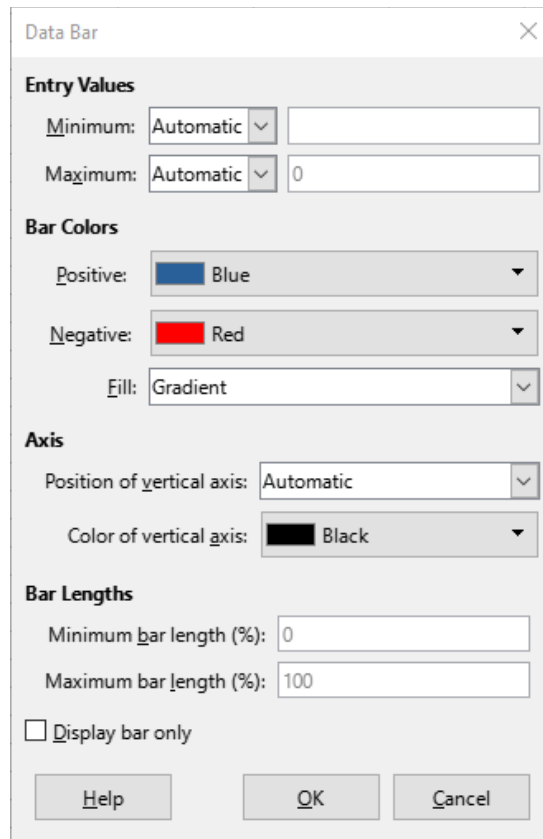 Data Bar
Entry Values
Minimum: Automatic
Maximum: Automatic 0
Bar Colors
Positive: Blue
Negative: Red
Fill: Gradient
Axis
Position of vertical axis: Automatic
Color of vertical axis: Black
Bar Lengths
Minimum bar length (%): 0
Maximum bar length (%): 100
Display bar only
Help OK Cancel